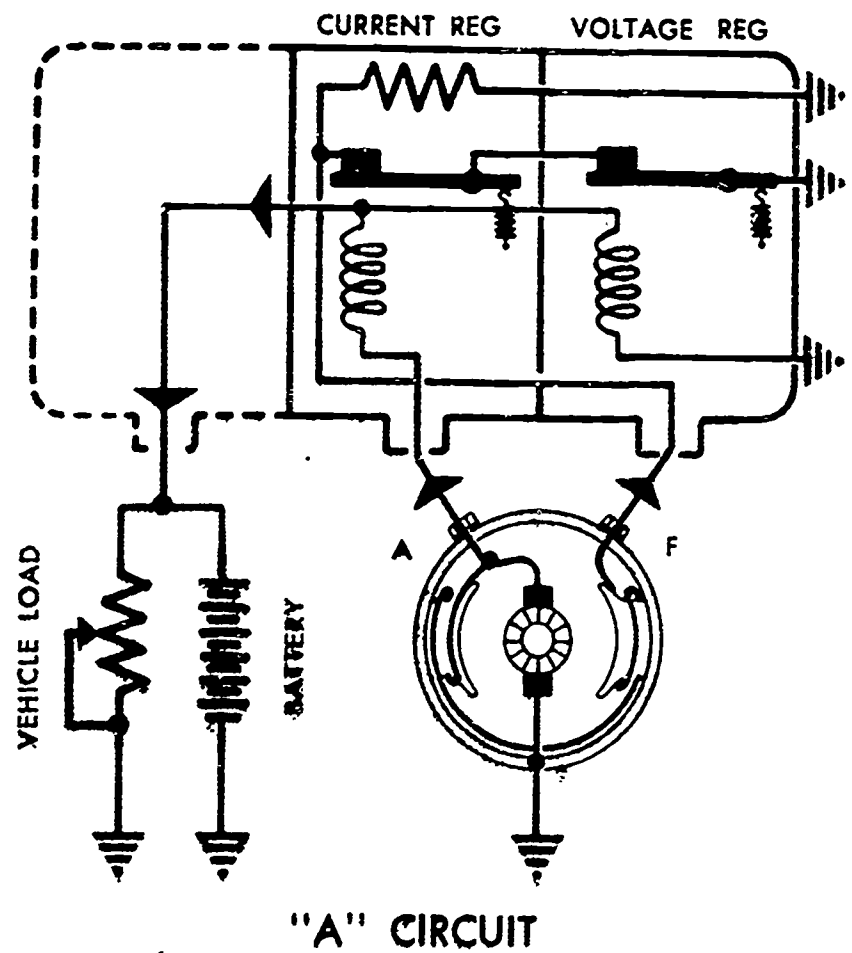 CURRENT REG
VOLTAGE REG
A
F
VEHICLE LOAD
BATTERY
"A" CIRCUIT